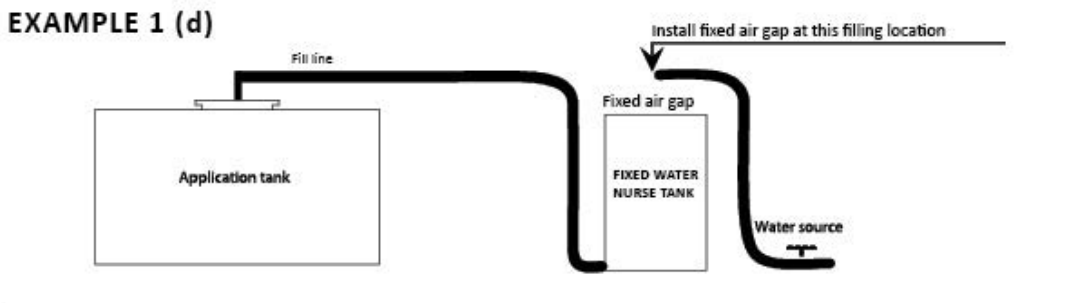 EXAMPLE 1 (d)
Install fixed air gap at this filling location
Fill line
Fixed air gap
Application tank
FIXED WATER
NURSE TANK
Water source